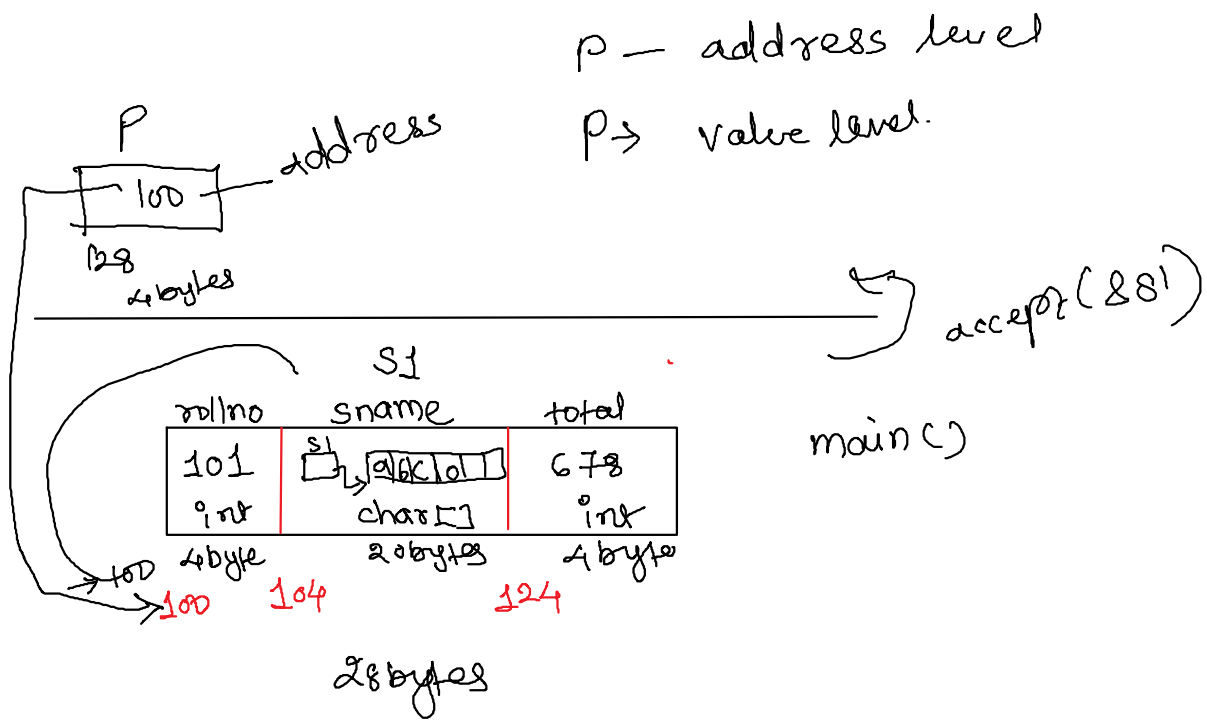 P — address level
P→ value level.
P
100
address
128
4bytes
accept(&s1)
S1
rollno sname total
101
s1
a b c \0
678
int char[] int
4byte 20bytes 4byte
100
100 104 124
main()
28bytes